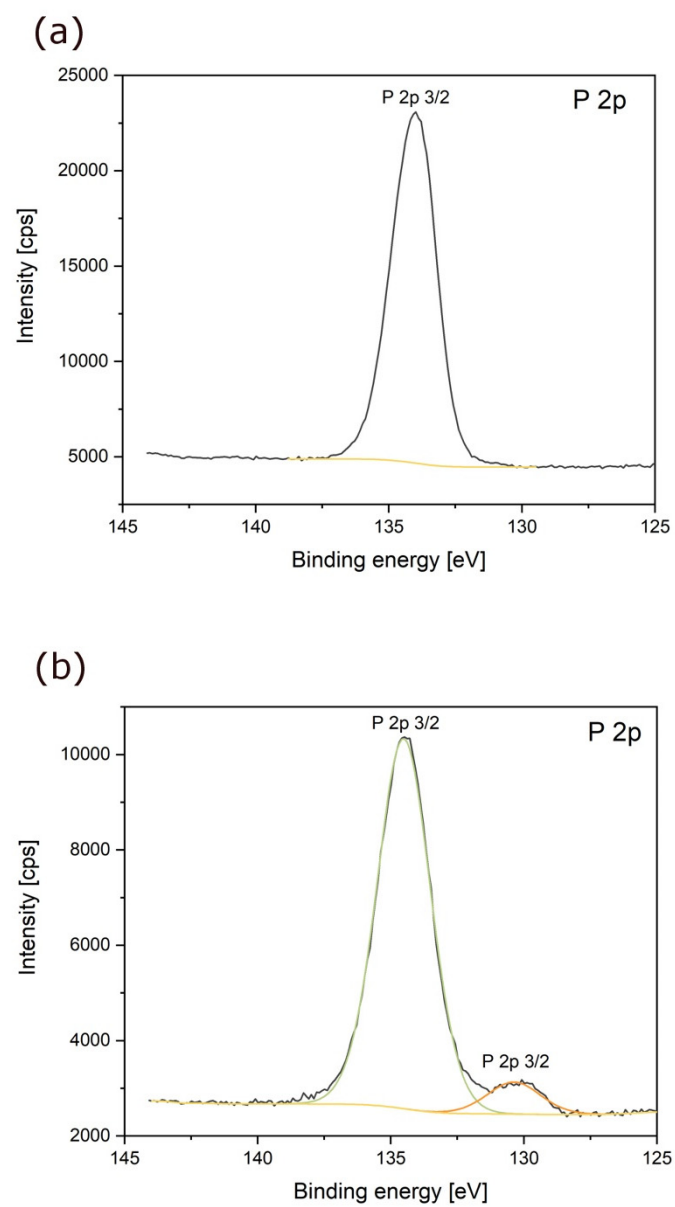 (a)
P 2p 3/2
P 2p
25000
20000
15000
10000
5000
Intensity [cps]
145 140 135 130 125
Binding energy [eV]
(b)
P 2p 3/2
P 2p
10000
8000
6000
4000
2000
P 2p 3/2
Intensity [cps]
145 140 135 130 125
Binding energy [eV]